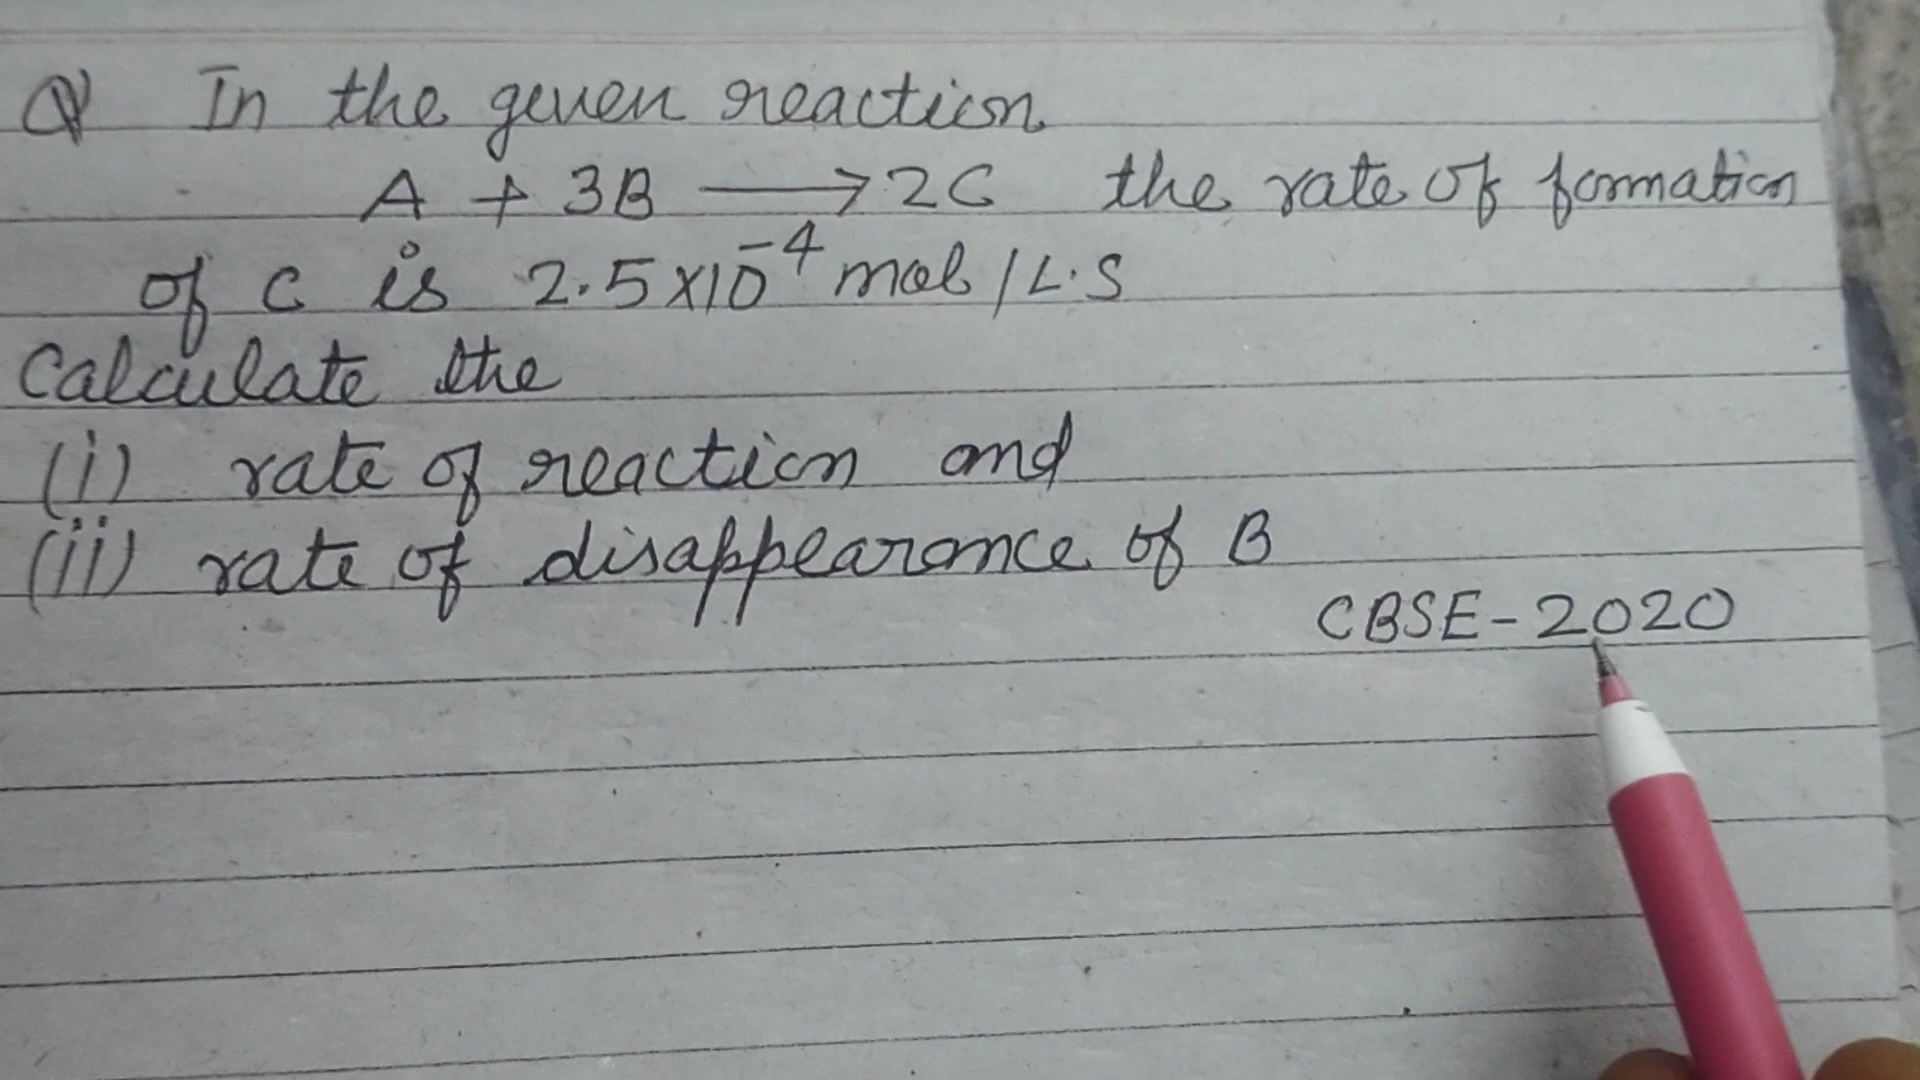 Q In the given reaction
A + 3B ⟶ 2C the rate of formation
of C is 2.5×10⁻⁴ mol/L.S
Calculate the
(i) rate of reaction and
(ii) rate of disappearance of B
CBSE-2020